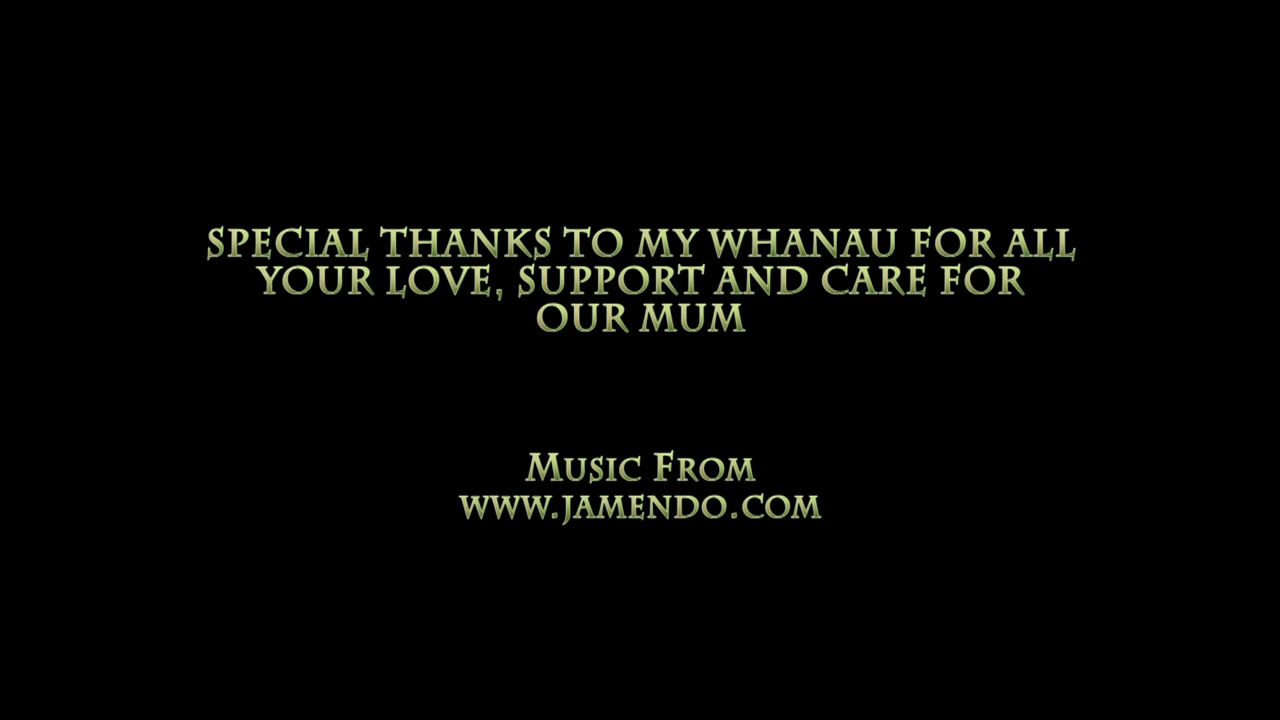 SPECIAL THANKS TO MY WHANAU FOR ALL
YOUR LOVE, SUPPORT AND CARE FOR
OUR MUM
MUSIC FROM
WWW.JAMENDO.COM